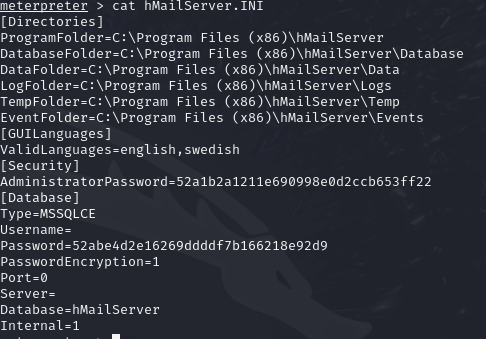 meterpreter > cat hMailServer.INI
[Directories]
ProgramFolder=C:\Program Files (x86)\hMailServer
DatabaseFolder=C:\Program Files (x86)\hMailServer\Database
DataFolder=C:\Program Files (x86)\hMailServer\Data
LogFolder=C:\Program Files (x86)\hMailServer\Logs
TempFolder=C:\Program Files (x86)\hMailServer\Temp
EventFolder=C:\Program Files (x86)\hMailServer\Events
[GUILanguages]
ValidLanguages=english,swedish
[Security]
AdministratorPassword=52a1b2a1211e690998e0d2ccb653ff22
[Database]
Type=MSSQLCE
Username=
Password=52abe4d2e16269ddddf7b166218e92d9
PasswordEncryption=1
Port=0
Server=
Database=hMailServer
Internal=1